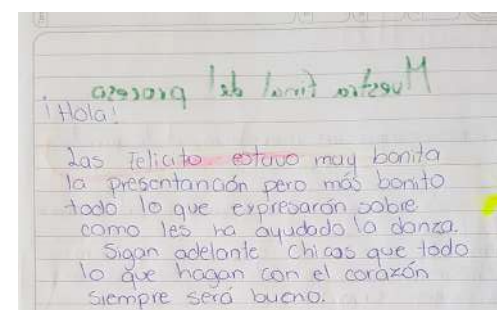 Muestra final del proceso
¡Hola!
Las Felicito estuvo muy bonita
la presentanción pero más bonito
todo lo que expresarón sobre
como les ha ayudado la danza.
Sigan adelante chicas que todo
lo que hagan con el corazón
siempre será bueno.